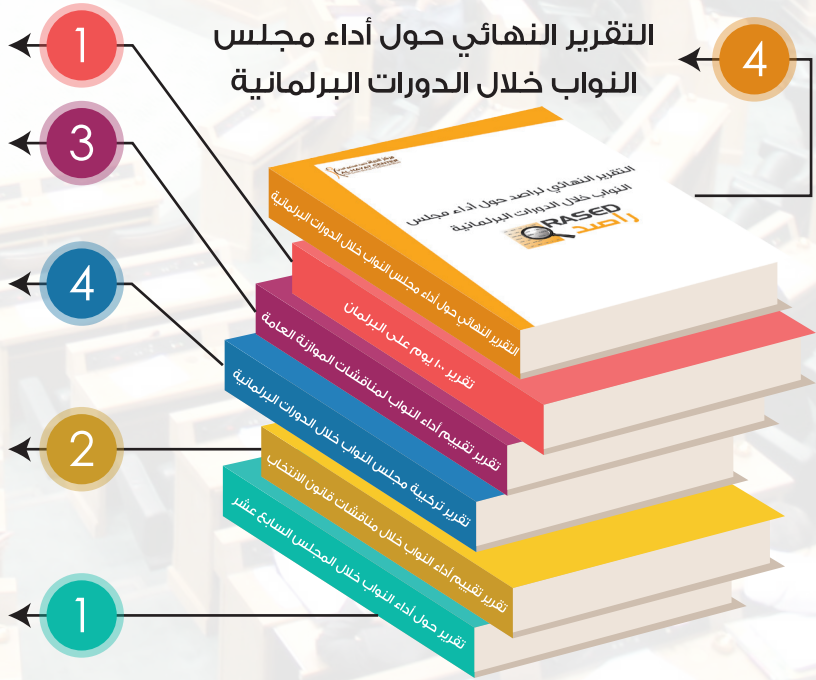 التقرير النهائي حول أداء مجلس
النواب خلال الدورات البرلمانية
4
1
3
4
2
1
AL-HAYAT CENTER
التقرير النهائي لراصد حول أداء مجلس
النواب خلال الدورات البرلمانية
RASED
راصد
التقرير النهائي حول أداء مجلس النواب خلال الدورات البرلمانية
تقرير ١٠٠ يوم على البرلمان
تقرير تقييم أداء النواب لمناقشات الموازنة العامة
تقرير تركيبة مجلس النواب خلال الدورات البرلمانية
تقرير تقييم أداء النواب خلال مناقشات قانون الانتخاب
تقرير حول أداء النواب خلال المجلس السابع عشر